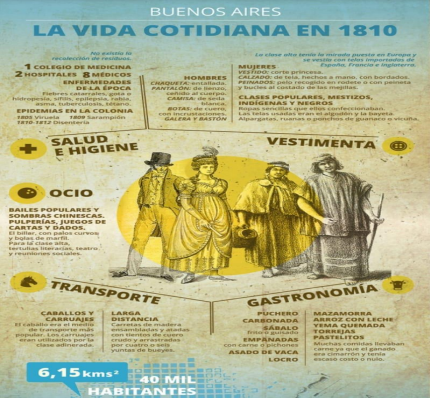 BUENOS AIRES
LA VIDA COTIDIANA EN 1810
No existía la
recolección de residuos.
1 COLEGIO DE MEDICINA
2 HOSPITALES 8 MÉDICOS
ENFERMEDADES
DE LA ÉPOCA
Fiebres catarrales, gota o
hidropesía, sífilis, epilepsia, rabia,
asma, tuberculosis, tétano.
EPIDEMIAS EN LA COLONIA
1805 Viruela 1809 Sarampión
1810-1812 Disentería
SALUD
E HIGIENE
HOMBRES
CHAQUETA: entallada.
PANTALÓN: de lienzo,
ceñido al cuerpo.
CAMISA: de seda
blanca.
BOTAS: de cuero
con incrustaciones.
GALERA Y BASTÓN
La clase alta tenía la mirada puesta en Europa y
se vestía con telas importadas de
España, Francia e Inglaterra.
MUJERES
VESTIDO: corte princesa.
CALZADO: de tela, hechos a mano, con bordados.
PEINADOS: pelo recogido en rodete o con peineta
y bucles al costado de las mejillas.
CLASES POPULARES, MESTIZOS,
INDÍGENAS Y NEGROS
Ropas sencillas que ellos confeccionaban.
Las telas usadas eran el algodón y la bayeta.
Alpargatas, ruanas o ponchos de guanaco o vicuña.
VESTIMENTA
OCIO
BAILES POPULARES Y
SOMBRAS CHINESCAS.
PULPERÍAS, JUEGOS DE
CARTAS Y DADOS.
El billar, con palos curvos
y bolas de marfil.
Para la clase alta,
tertulias literarias, teatro
y reuniones sociales.
TRANSPORTE
CABALLOS Y
CARRUAJES
El caballo era el medio
de transporte más
popular. Los carruajes
eran utilizados por la
clase adinerada.
LARGA
DISTANCIA
Carretas de madera
ensambladas y atadas
con tientos de cuero
crudo y arrastradas
por cuatro o seis
yuntas de bueyes.
GASTRONOMÍA
PUCHERO
CARBONADA
SÁBALO
frito o guisado
EMPANADAS
con carne o pichones
ASADO DE VACA
LOCRO
MAZAMORRA
ARROZ CON LECHE
YEMA QUEMADA
TORREJAS
PASTELITOS
Muchas comidas llevaban
carne ya que el ganado
era cimarrón y tenía
escaso costo o nulo.
6,15 kms²
40 MIL
HABITANTES